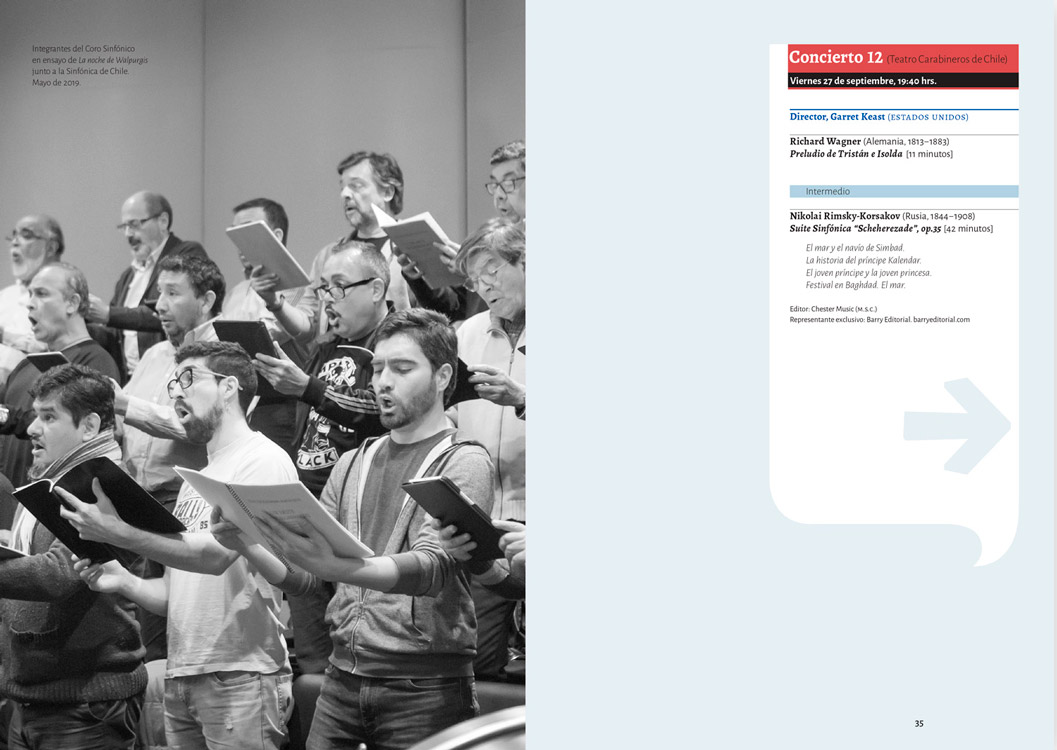 Integrantes del Coro Sinfónico
en ensayo de La noche de Walpurgis
junto a la Sinfónica de Chile.
Mayo de 2019.
Concierto 12 (Teatro Carabineros de Chile)
Viernes 27 de septiembre, 19:40 hrs.
Director, Garret Keast (ESTADOS UNIDOS)
Richard Wagner (Alemania, 1813–1883)
Preludio de Tristán e Isolda [11 minutos]
Intermedio
Nikolai Rimsky-Korsakov (Rusia, 1844–1908)
Suite Sinfónica “Scheherezade”, op.35 [42 minutos]
El mar y el navío de Simbad.
La historia del príncipe Kalendar.
El joven príncipe y la joven princesa.
Festival en Baghdad. El mar.
Editor: Chester Music (M.S.C.)
Representante exclusivo: Barry Editorial. barryeditorial.com
BLACK
85
35